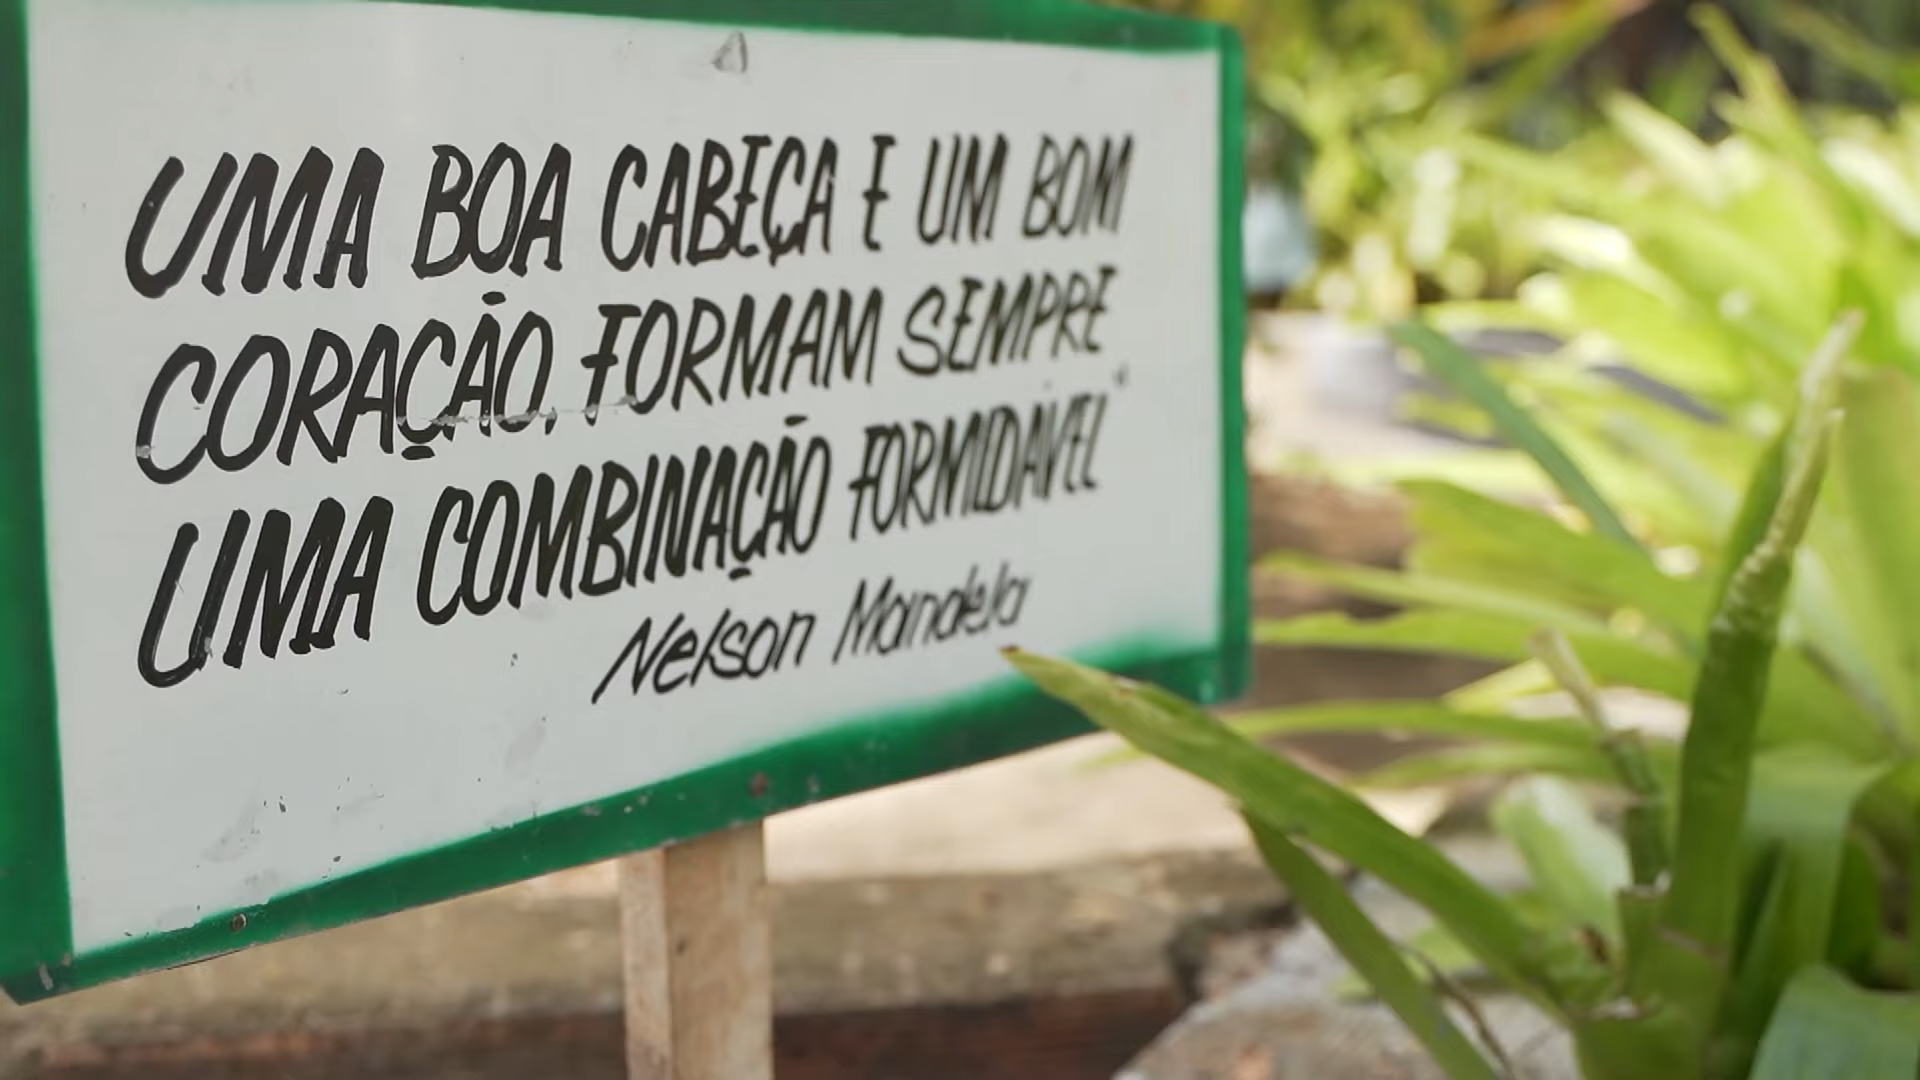 UMA BOA CABEÇA E UM BOM
CORAÇÃO, FORMAM SEMPRE
UMA COMBINAÇÃO FORMIDÁVEL"
Nelson Mandela